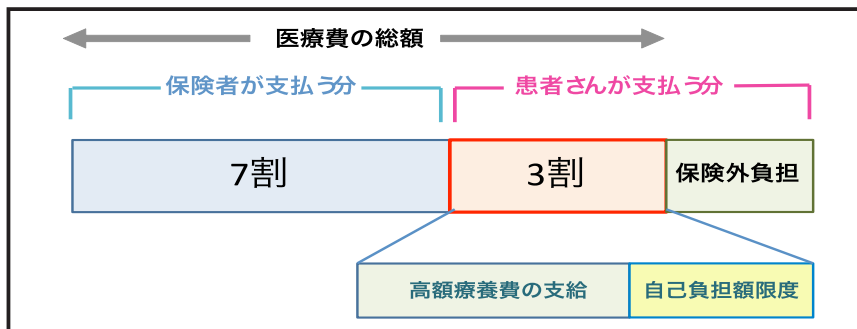 医療費の総額
保険者が支払う分 患者さんが支払う分
7割 3割 保険外負担
高額療養費の支給 自己負担額限度